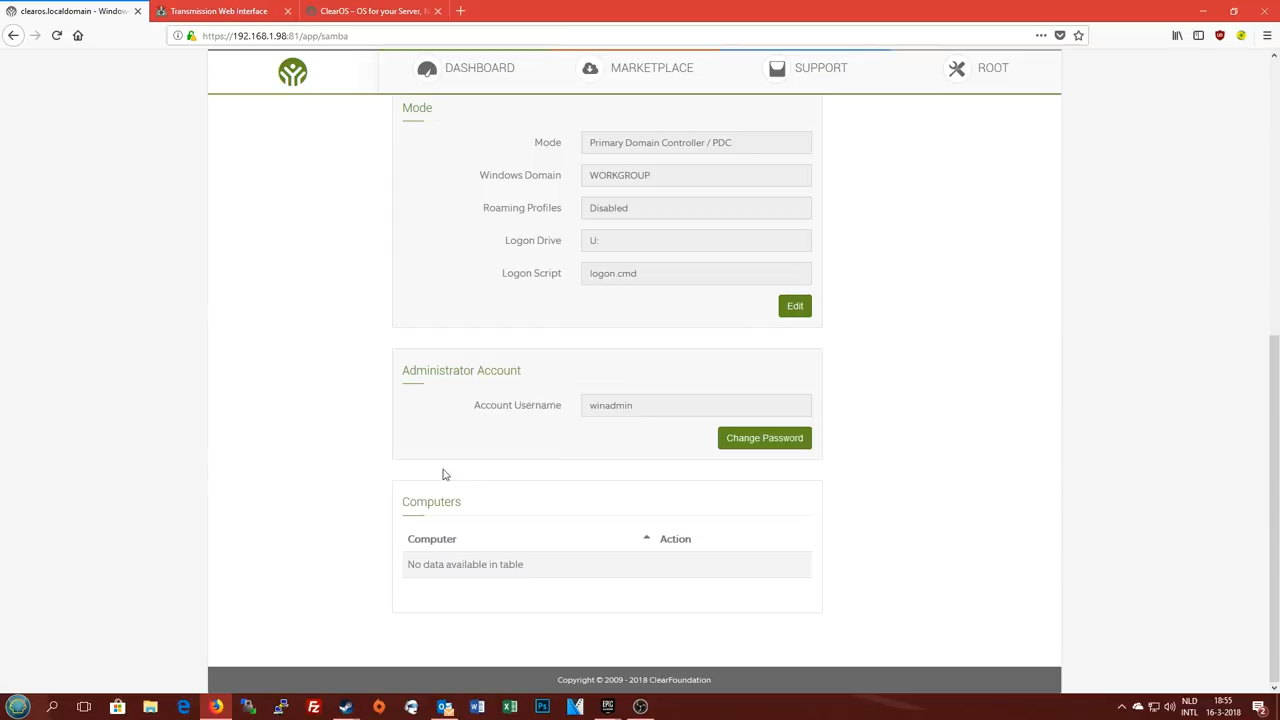 clearos.localdomain - Window
Transmission Web Interface
ClearOS – OS for your Server, N
https://192.168.1.98:81/app/samba
DASHBOARD
MARKETPLACE
SUPPORT
ROOT
Mode
Mode
Primary Domain Controller / PDC
Windows Domain
WORKGROUP
Roaming Profiles
Disabled
Logon Drive
U:
Logon Script
logon.cmd
Edit
Administrator Account
Account Username
winadmin
Change Password
Computers
Computer
Action
No data available in table
Copyright © 2009 - 2018 ClearFoundation
NLD
INTL
18:55
16-3-2018